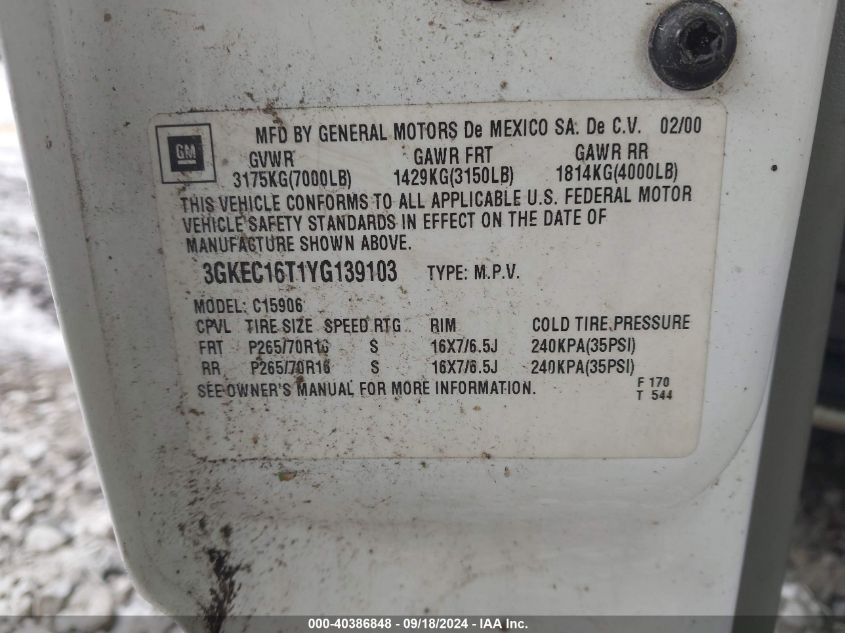 GM
MFD BY GENERAL MOTORS De MEXICO SA. De C.V. 02/00
GVWR GAWR FRT GAWR RR
3175KG(7000LB) 1429KG(3150LB) 1814KG(4000LB)
THIS VEHICLE CONFORMS TO ALL APPLICABLE U.S. FEDERAL MOTOR
VEHICLE SAFETY STANDARDS IN EFFECT ON THE DATE OF
MANUFACTURE SHOWN ABOVE.
3GKEC16T1YG139103 TYPE: M.P.V.
MODEL: C15906
CPVL TIRE SIZE SPEED RTG RIM COLD TIRE PRESSURE
FRT P265/70R16 S 16X7/6.5J 240KPA(35PSI)
RR P265/70R16 S 16X7/6.5J 240KPA(35PSI)
SEE OWNER'S MANUAL FOR MORE INFORMATION.
F 170
T 544
000-40386848 - 09/18/2024 - IAA Inc.